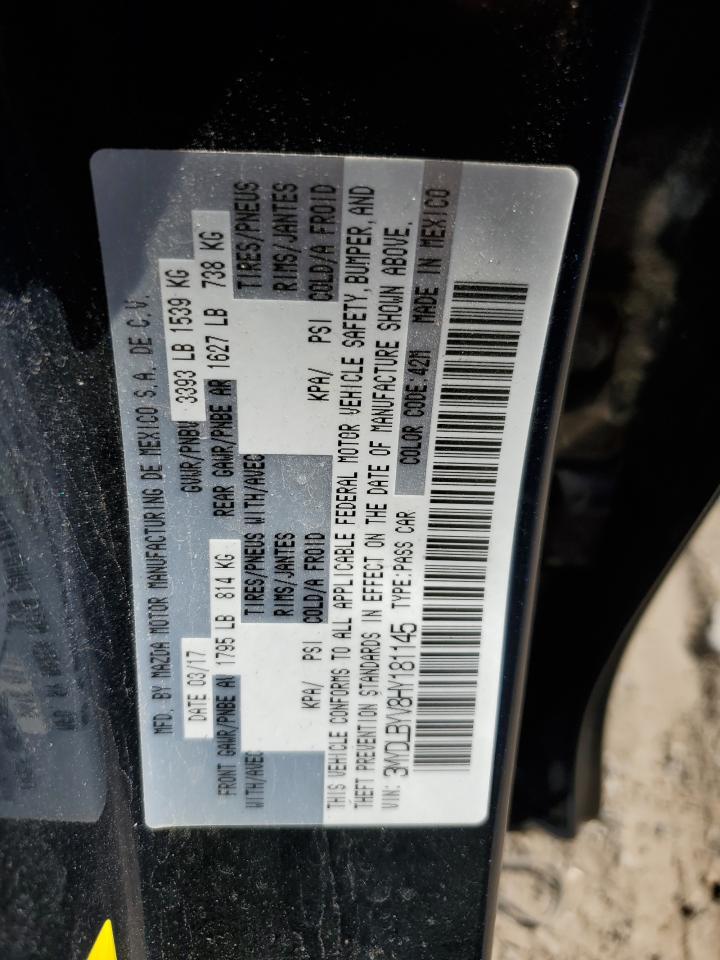 MFD. BY MAZDA MOTOR MANUFACTURING DE MEXICO S.A. DE C.V.
DATE 03/17 GVWR/PNBV 3393 LB 1539 KG
FRONT GAWR/PNBE AV 1795 LB 814 KG REAR GAWR/PNBE AR 1627 LB 738 KG
WITH/AVEC TIRES/PNEUS WITH/AVEC TIRES/PNEUS
RIMS/JANTES RIMS/JANTES
KPA/ PSI COLD/A FROID KPA/ PSI COLD/A FROID
THIS VEHICLE CONFORMS TO ALL APPLICABLE FEDERAL MOTOR VEHICLE SAFETY, BUMPER, AND
THEFT PREVENTION STANDARDS IN EFFECT ON THE DATE OF MANUFACTURE SHOWN ABOVE.
VIN: 3MYDLBYV8HY181145 TYPE:PASS CAR COLOR CODE:42M MADE IN MEXICO